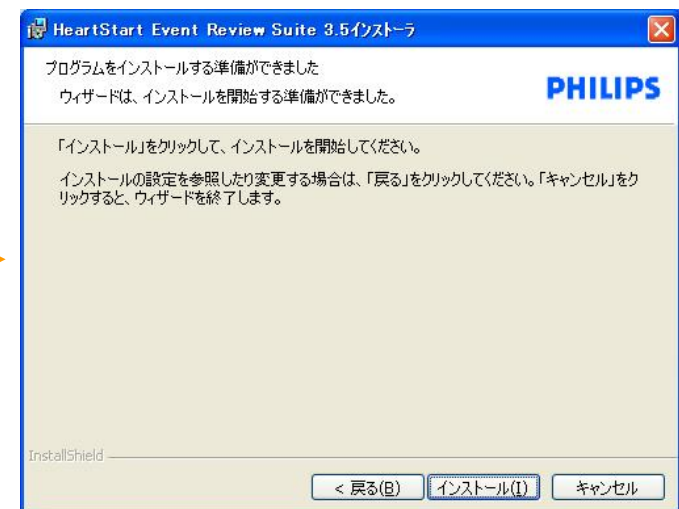 HeartStart Event Review Suite 3.5インストーラ
プログラムをインストールする準備ができました
ウィザードは、インストールを開始する準備ができました。
PHILIPS
「インストール」をクリックして、インストールを開始してください。
インストールの設定を参照したり変更する場合は、「戻る」をクリックしてください。「キャンセル」をク
リックすると、ウィザードを終了します。
InstallShield
< 戻る(B) インストール(I) キャンセル